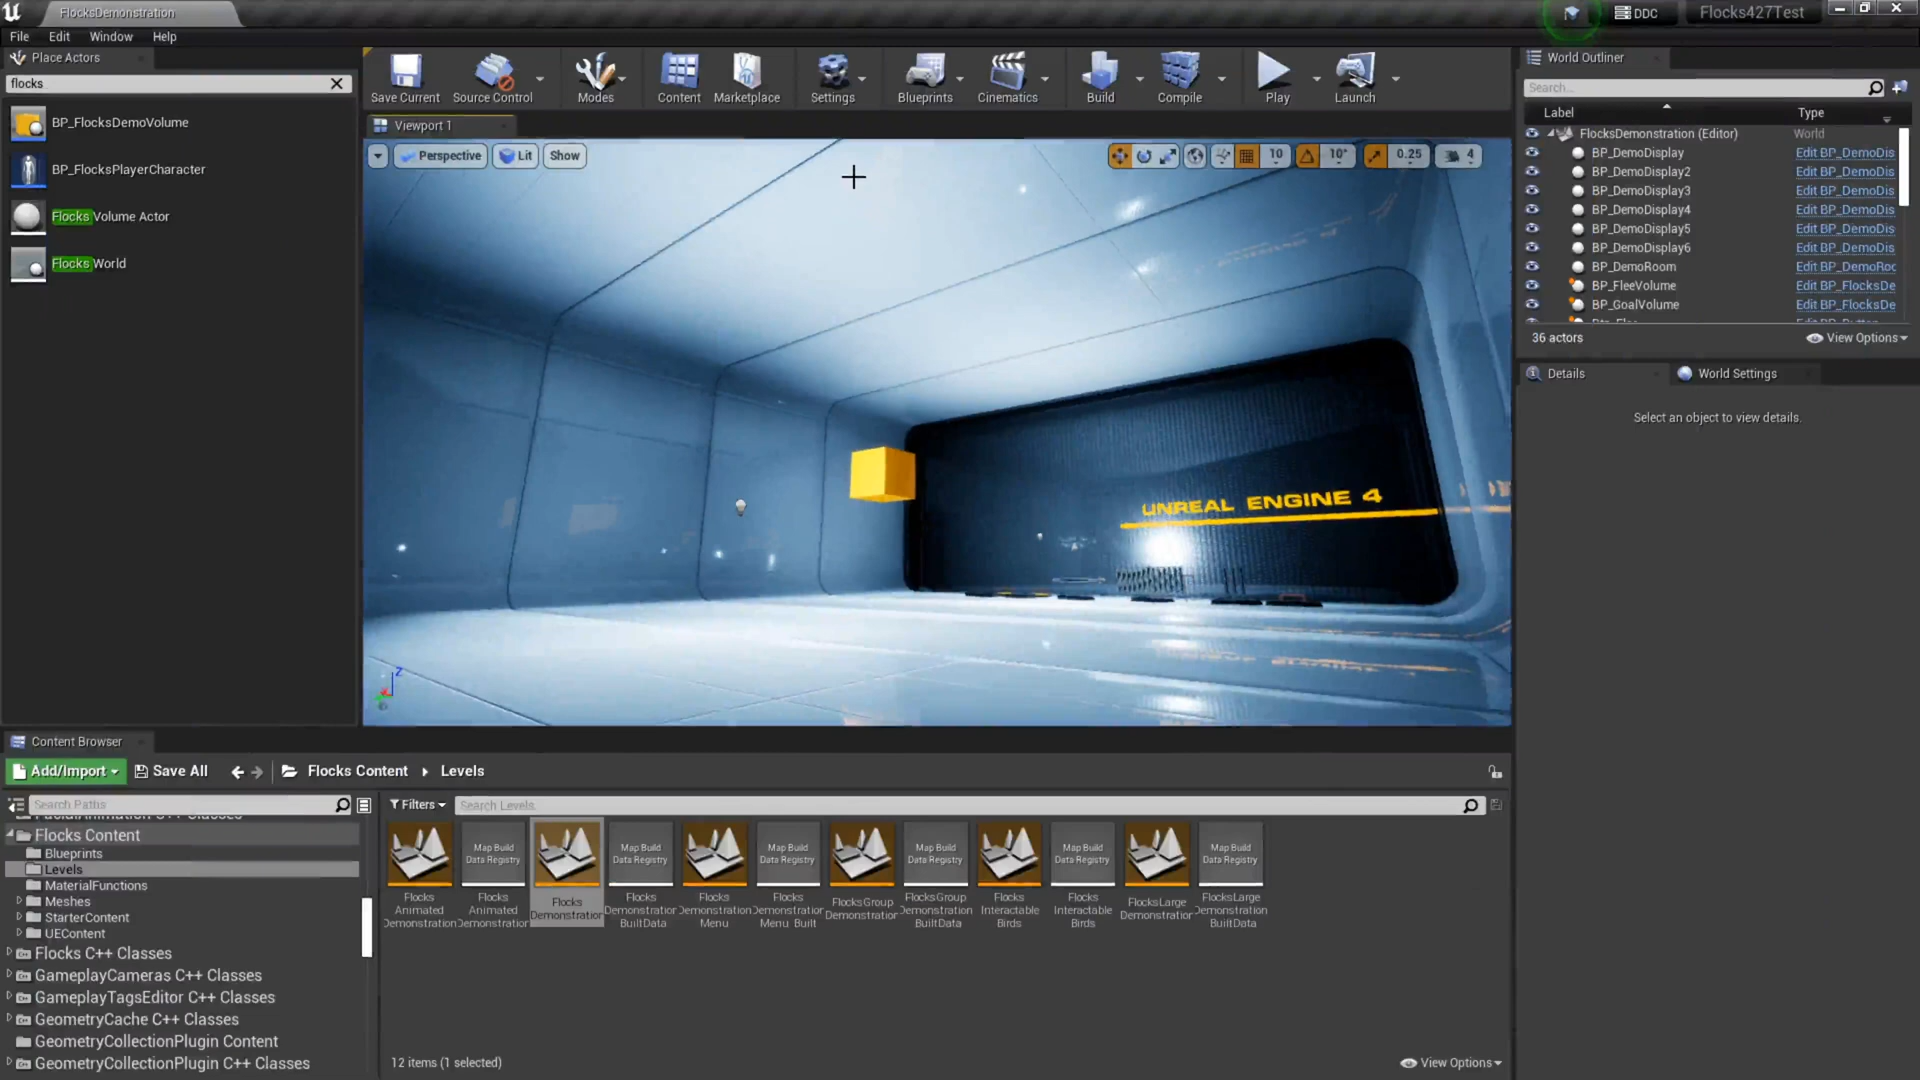 FlocksDemonstration
DDC
Flocks427Test
File Edit Window Help
Place Actors
flocks
BP_FlocksDemoVolume
BP_FlocksPlayerCharacter
Flocks Volume Actor
Flocks World
Save Current
Source Control
Modes
Content
Marketplace
Settings
Blueprints
Cinematics
Build
Compile
Play
Launch
Viewport 1
Perspective
Lit
Show
10
10°
0.25
4
UNREAL ENGINE 4
Z
World Outliner
Search...
Label Type
FlocksDemonstration (Editor) World
BP_DemoDisplay Edit BP_DemoDis
BP_DemoDisplay2 Edit BP_DemoDis
BP_DemoDisplay3 Edit BP_DemoDis
BP_DemoDisplay4 Edit BP_DemoDis
BP_DemoDisplay5 Edit BP_DemoDis
BP_DemoDisplay6 Edit BP_DemoDis
BP_DemoRoom Edit BP_DemoRoc
BP_FleeVolume Edit BP_FlocksDe
BP_GoalVolume Edit BP_FlocksDe
36 actors
View Options
Details
World Settings
Select an object to view details.
Content Browser
Add/Import
Save All
Flocks Content
Levels
Search Paths
Flocks Content
Blueprints
Levels
MaterialFunctions
Meshes
StarterContent
UEContent
Flocks C++ Classes
GameplayCameras C++ Classes
GameplayTagsEditor C++ Classes
GeometryCache C++ Classes
GeometryCollectionPlugin Content
GeometryCollectionPlugin C++ Classes
Filters
Search Levels
Flocks
Animated
Demonstration
Map Build
Data Registry
Flocks
Animated
Demonstration
Flocks
Demonstration
Map Build
Data Registry
Flocks
Demonstration
BuiltData
Flocks
Demonstration
Menu
Map Build
Data Registry
Flocks
Demonstration
Menu_Built
FlocksGroup
Demonstration
Map Build
Data Registry
FlocksGroup
Demonstration
BuiltData
Flocks
Interactable
Birds
Map Build
Data Registry
Flocks
Interactable
Birds
FlocksLarge
Demonstration
Map Build
Data Registry
FlocksLarge
Demonstration
BuiltData
12 items (1 selected)
View Options